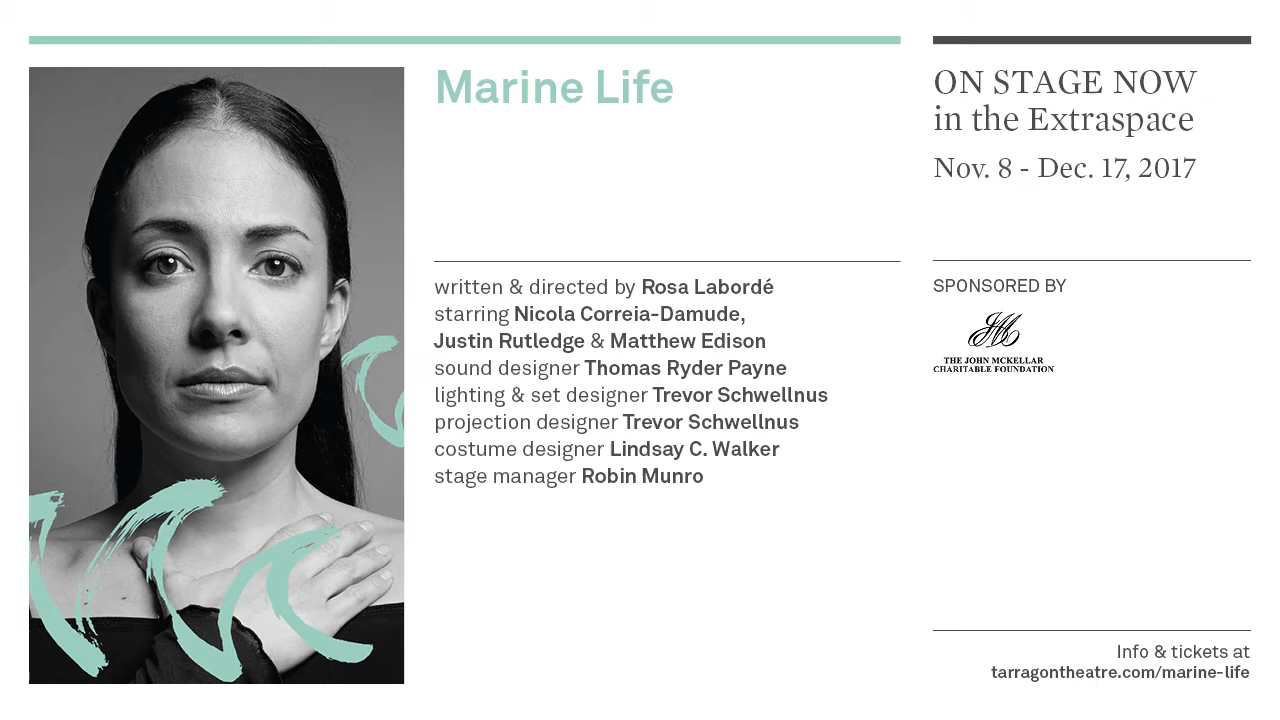 Marine Life
written & directed by Rosa Labordé
starring Nicola Correia-Damude,
Justin Rutledge & Matthew Edison
sound designer Thomas Ryder Payne
lighting & set designer Trevor Schwellnus
projection designer Trevor Schwellnus
costume designer Lindsay C. Walker
stage manager Robin Munro
ON STAGE NOW
in the Extraspace
Nov. 8 - Dec. 17, 2017
SPONSORED BY
JM
THE JOHN MCKELLAR
CHARITABLE FOUNDATION
Info & tickets at
tarragontheatre.com/marine-life